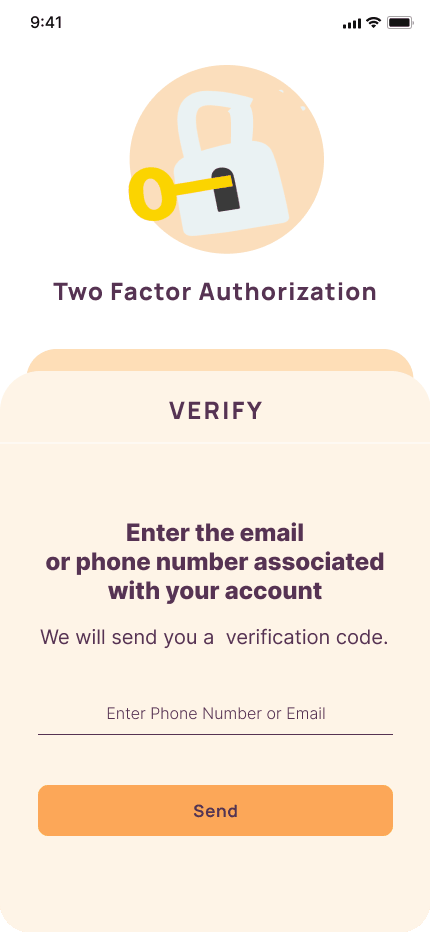 9:41
Two Factor Authorization
VERIFY
Enter the email
or phone number associated
with your account
We will send you a  verification code.
Enter Phone Number or Email
Send